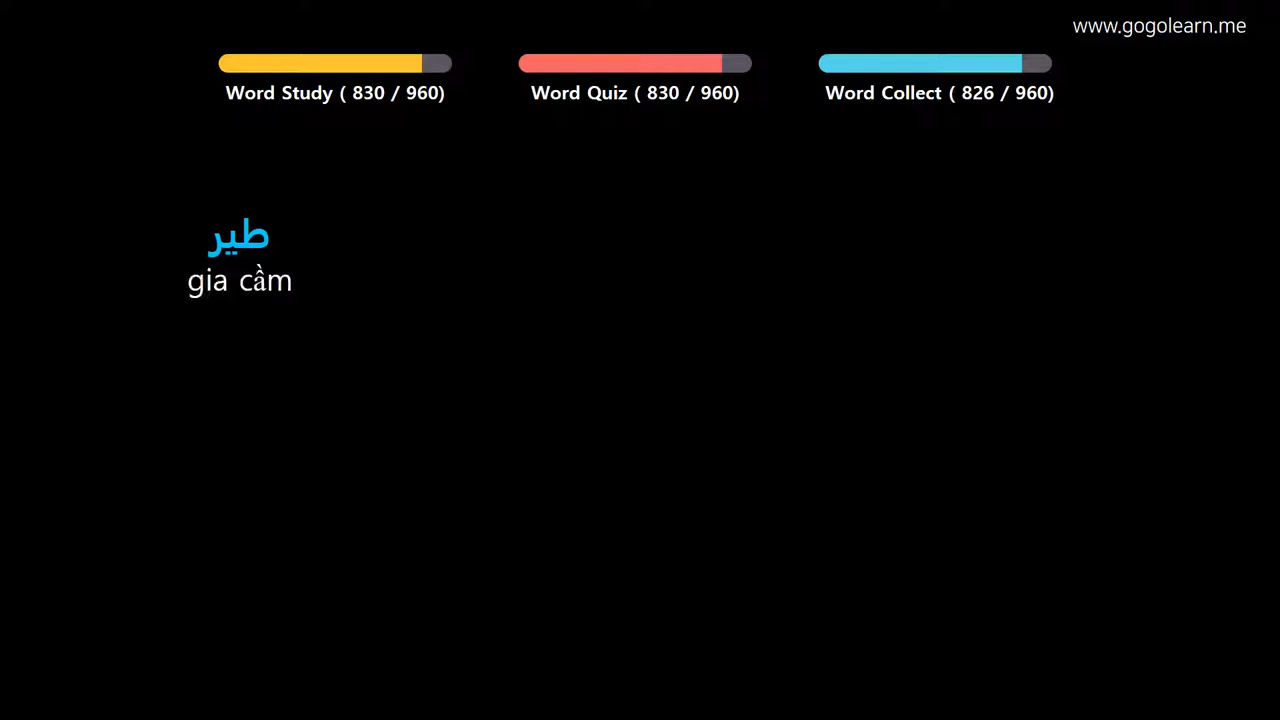 www.gogolearn.me
Word Study ( 830 / 960)
Word Quiz ( 830 / 960)
Word Collect ( 826 / 960)
طير
gia cầm